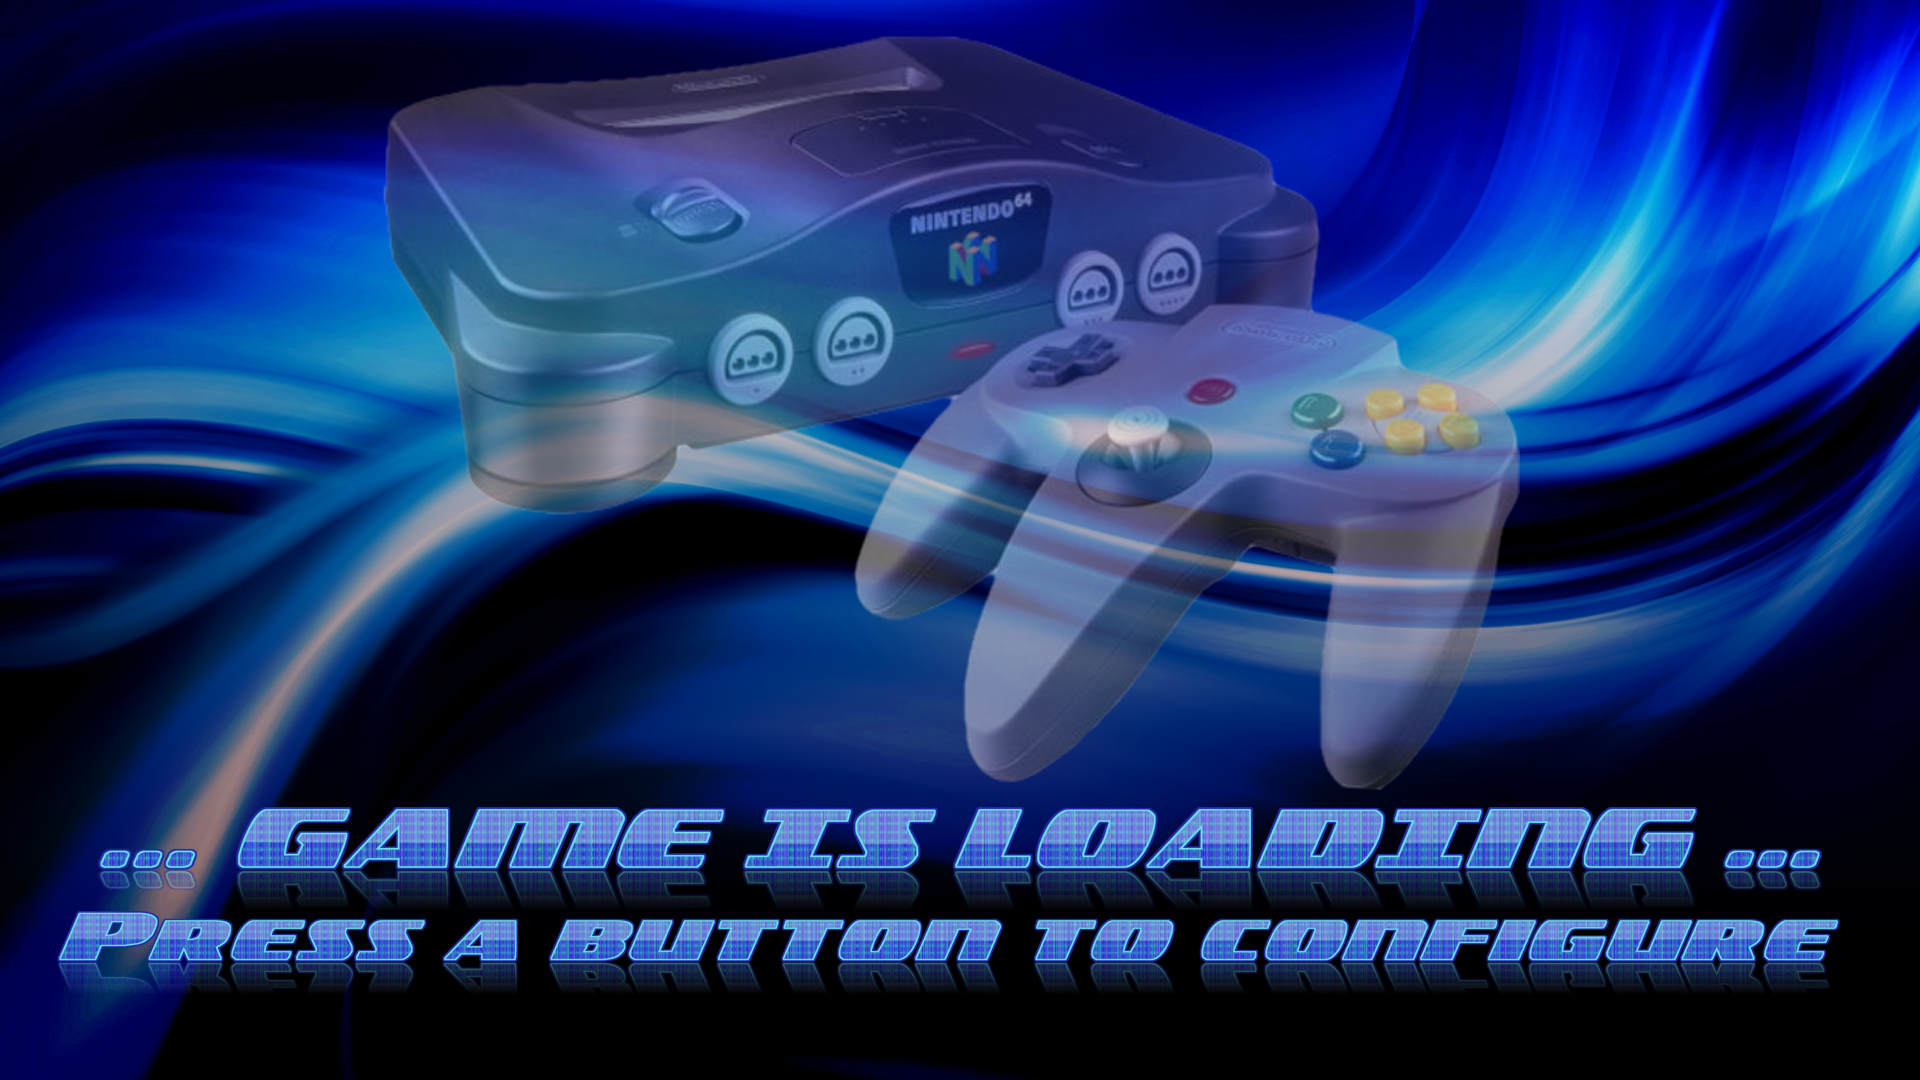 NINTENDO64
... GAME IS LOADING ...
PRESS A BUTTON TO CONFIGURE